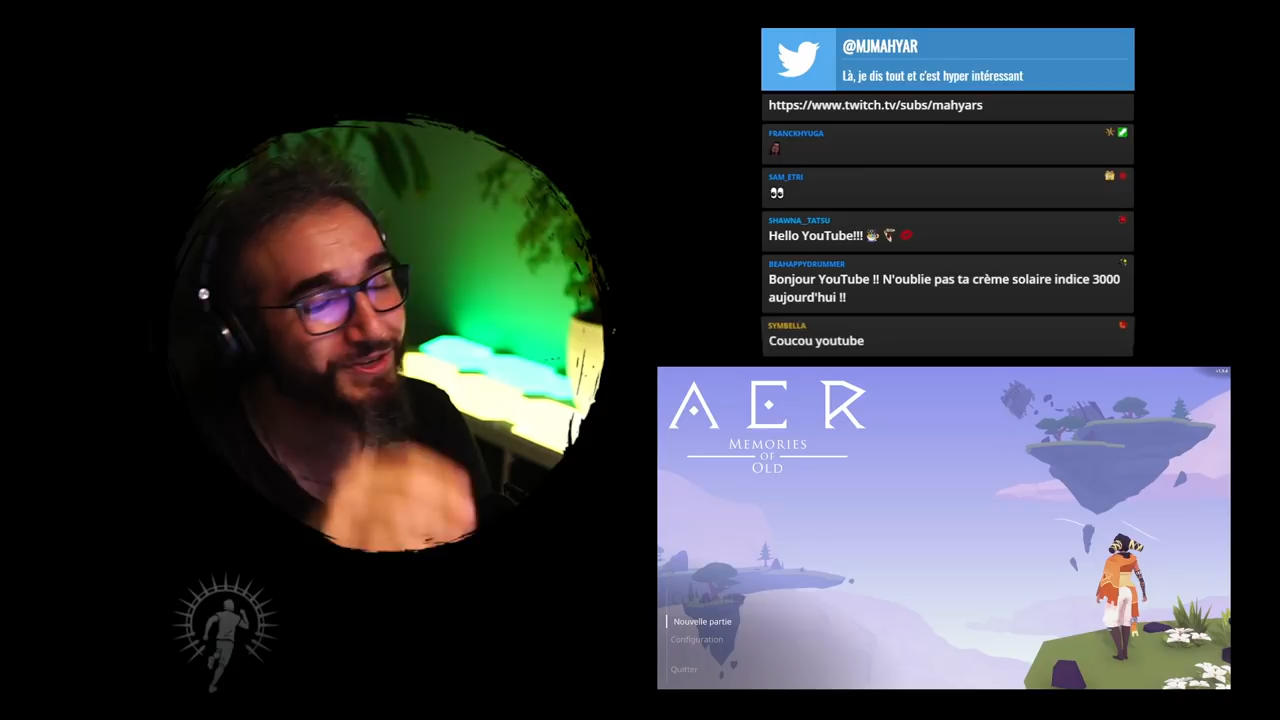 @MJMAHYAR
Là, je dis tout et c'est hyper intéressant
https://www.twitch.tv/subs/mahyars
FRANCKHYUGA
SAM_ETRI
SHAWNA__TATSU
Hello YouTube!!!
BEAHAPPYDRUMMER
Bonjour YouTube !! N'oublie pas ta crème solaire indice 3000
aujourd'hui !!
SYMBELLA
Coucou youtube
AER
MEMORIES
OF
OLD
Nouvelle partie
Configuration
Quitter